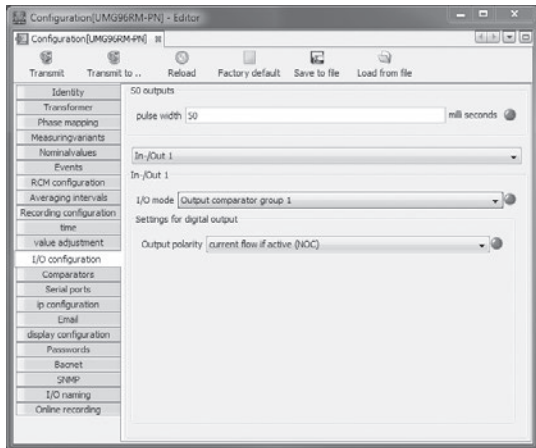 Configuration[UMG96RM-PN] - Editor
Configuration[UMG96RM-PN]
Transmit Transmit to .. Reload Factory default Save to file Load from file
Identity
Transformer
Phase mapping
Measuringvariants
Nominalvalues
Events
RCM configuration
Averaging intervals
Recording configuration
time
value adjustment
I/O configuration
Comparators
Serial ports
ip configuration
Email
display configuration
Passwords
Bacnet
SNMP
I/O naming
Online recording
S0 outputs
pulse width 50 milli seconds
In-/Out 1
In-/Out 1
I/O mode Output comparator group 1
Settings for digital output
Output polarity current flow if active (NOC)